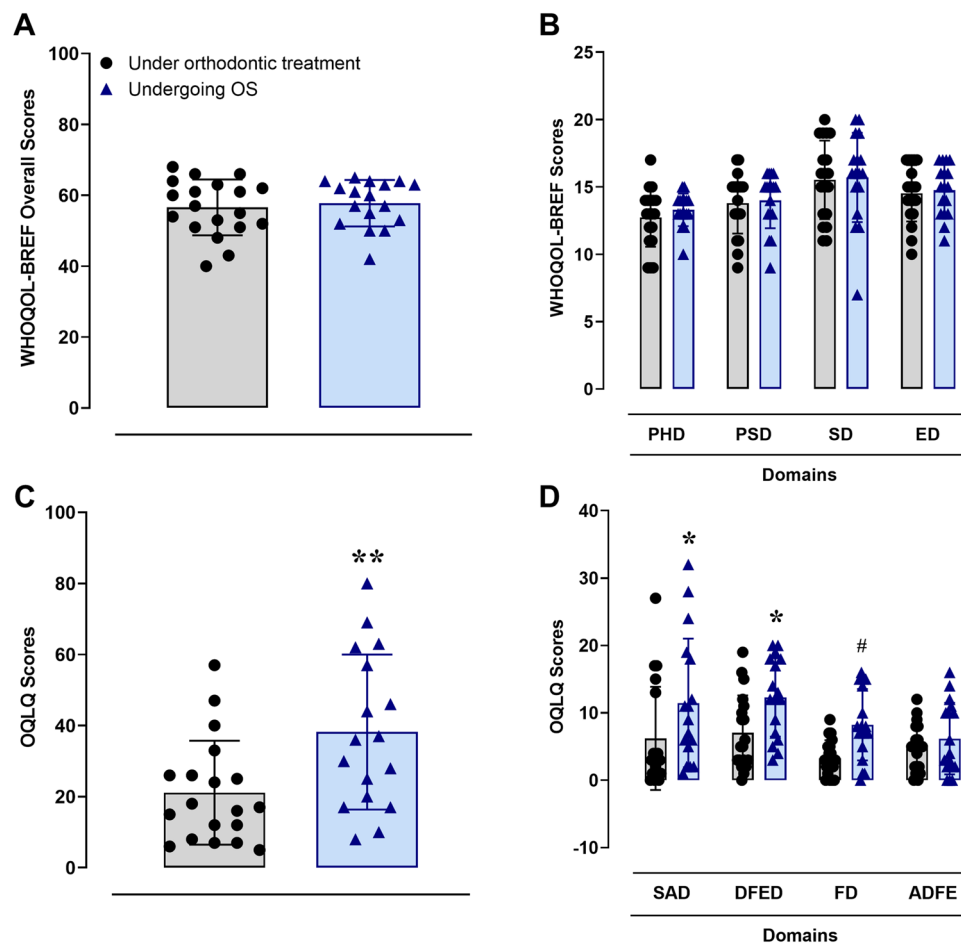 A
WHOQOL-BREF Overall Scores
100
80
60
40
20
0
Under orthodontic treatment
Undergoing OS
B
WHOQOL-BREF Scores
25
20
15
10
5
0
PHD PSD SD ED
Domains
C
OQLQ Scores
100
80
60
40
20
0
**
D
OQLQ Scores
40
30
20
10
0
-10
*
*
#
SAD DFED FD ADFE
Domains